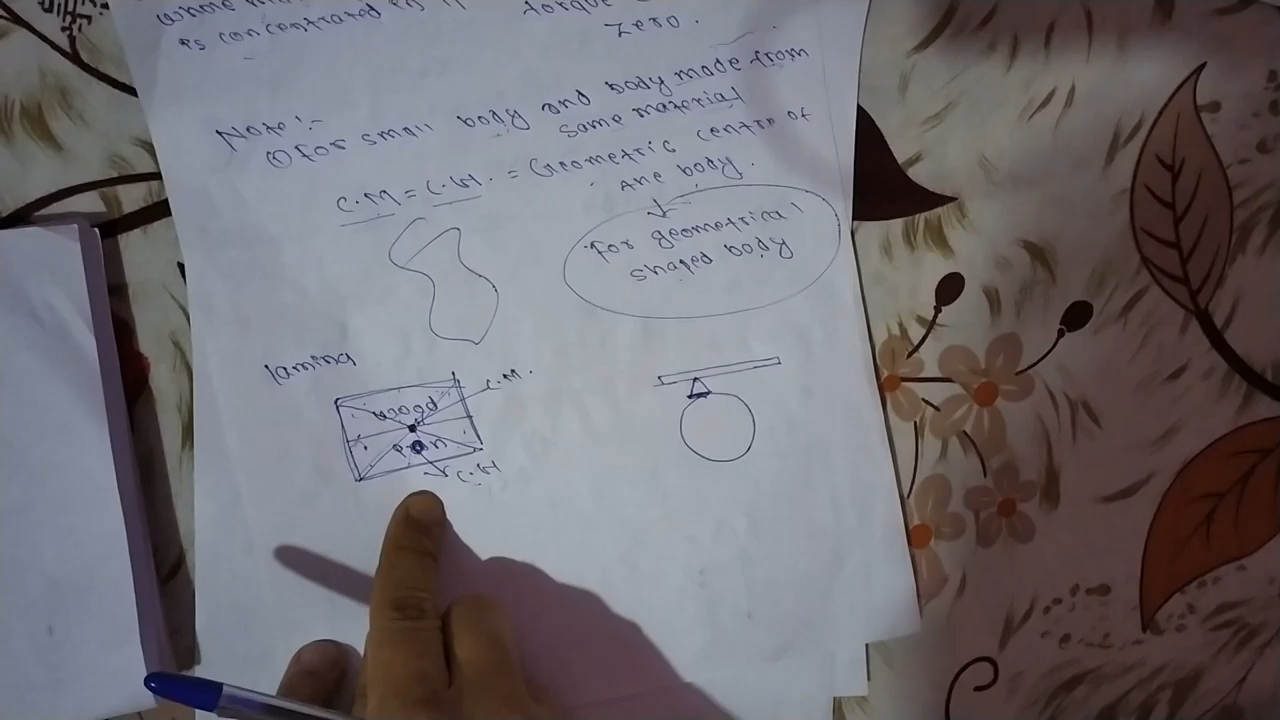 is concentrated
torque
zero.
Note :-
① for small body and body made from
same material
C.M = C.G. = Geometric centre of
the body.
for geometrical
shaped body
lamina
wood
C.M.
C.G